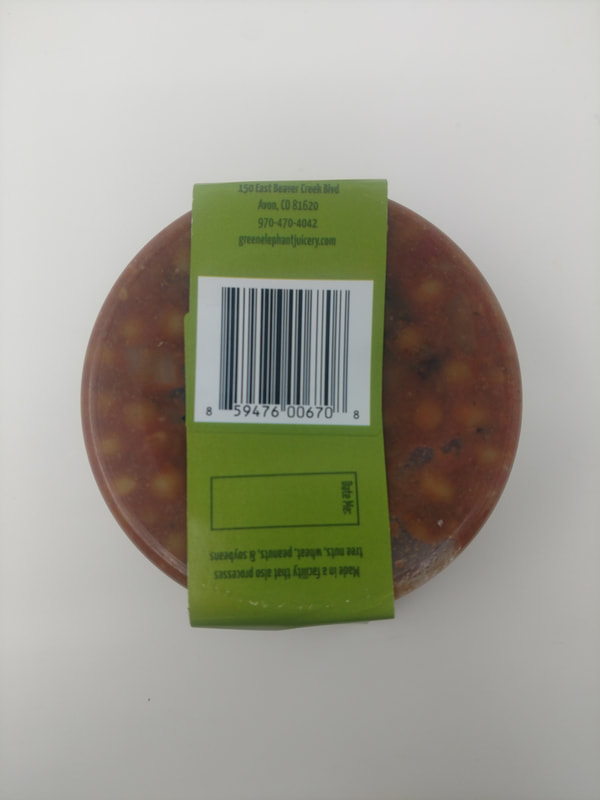 150 East Beaver Creek Blvd
Avon, CO 81620
970-470-4042
greenelephantjuicery.com
8 59476 00670 8
Date Me:
Made in a facility that also processes
tree nuts, wheat, peanuts, & soybeans